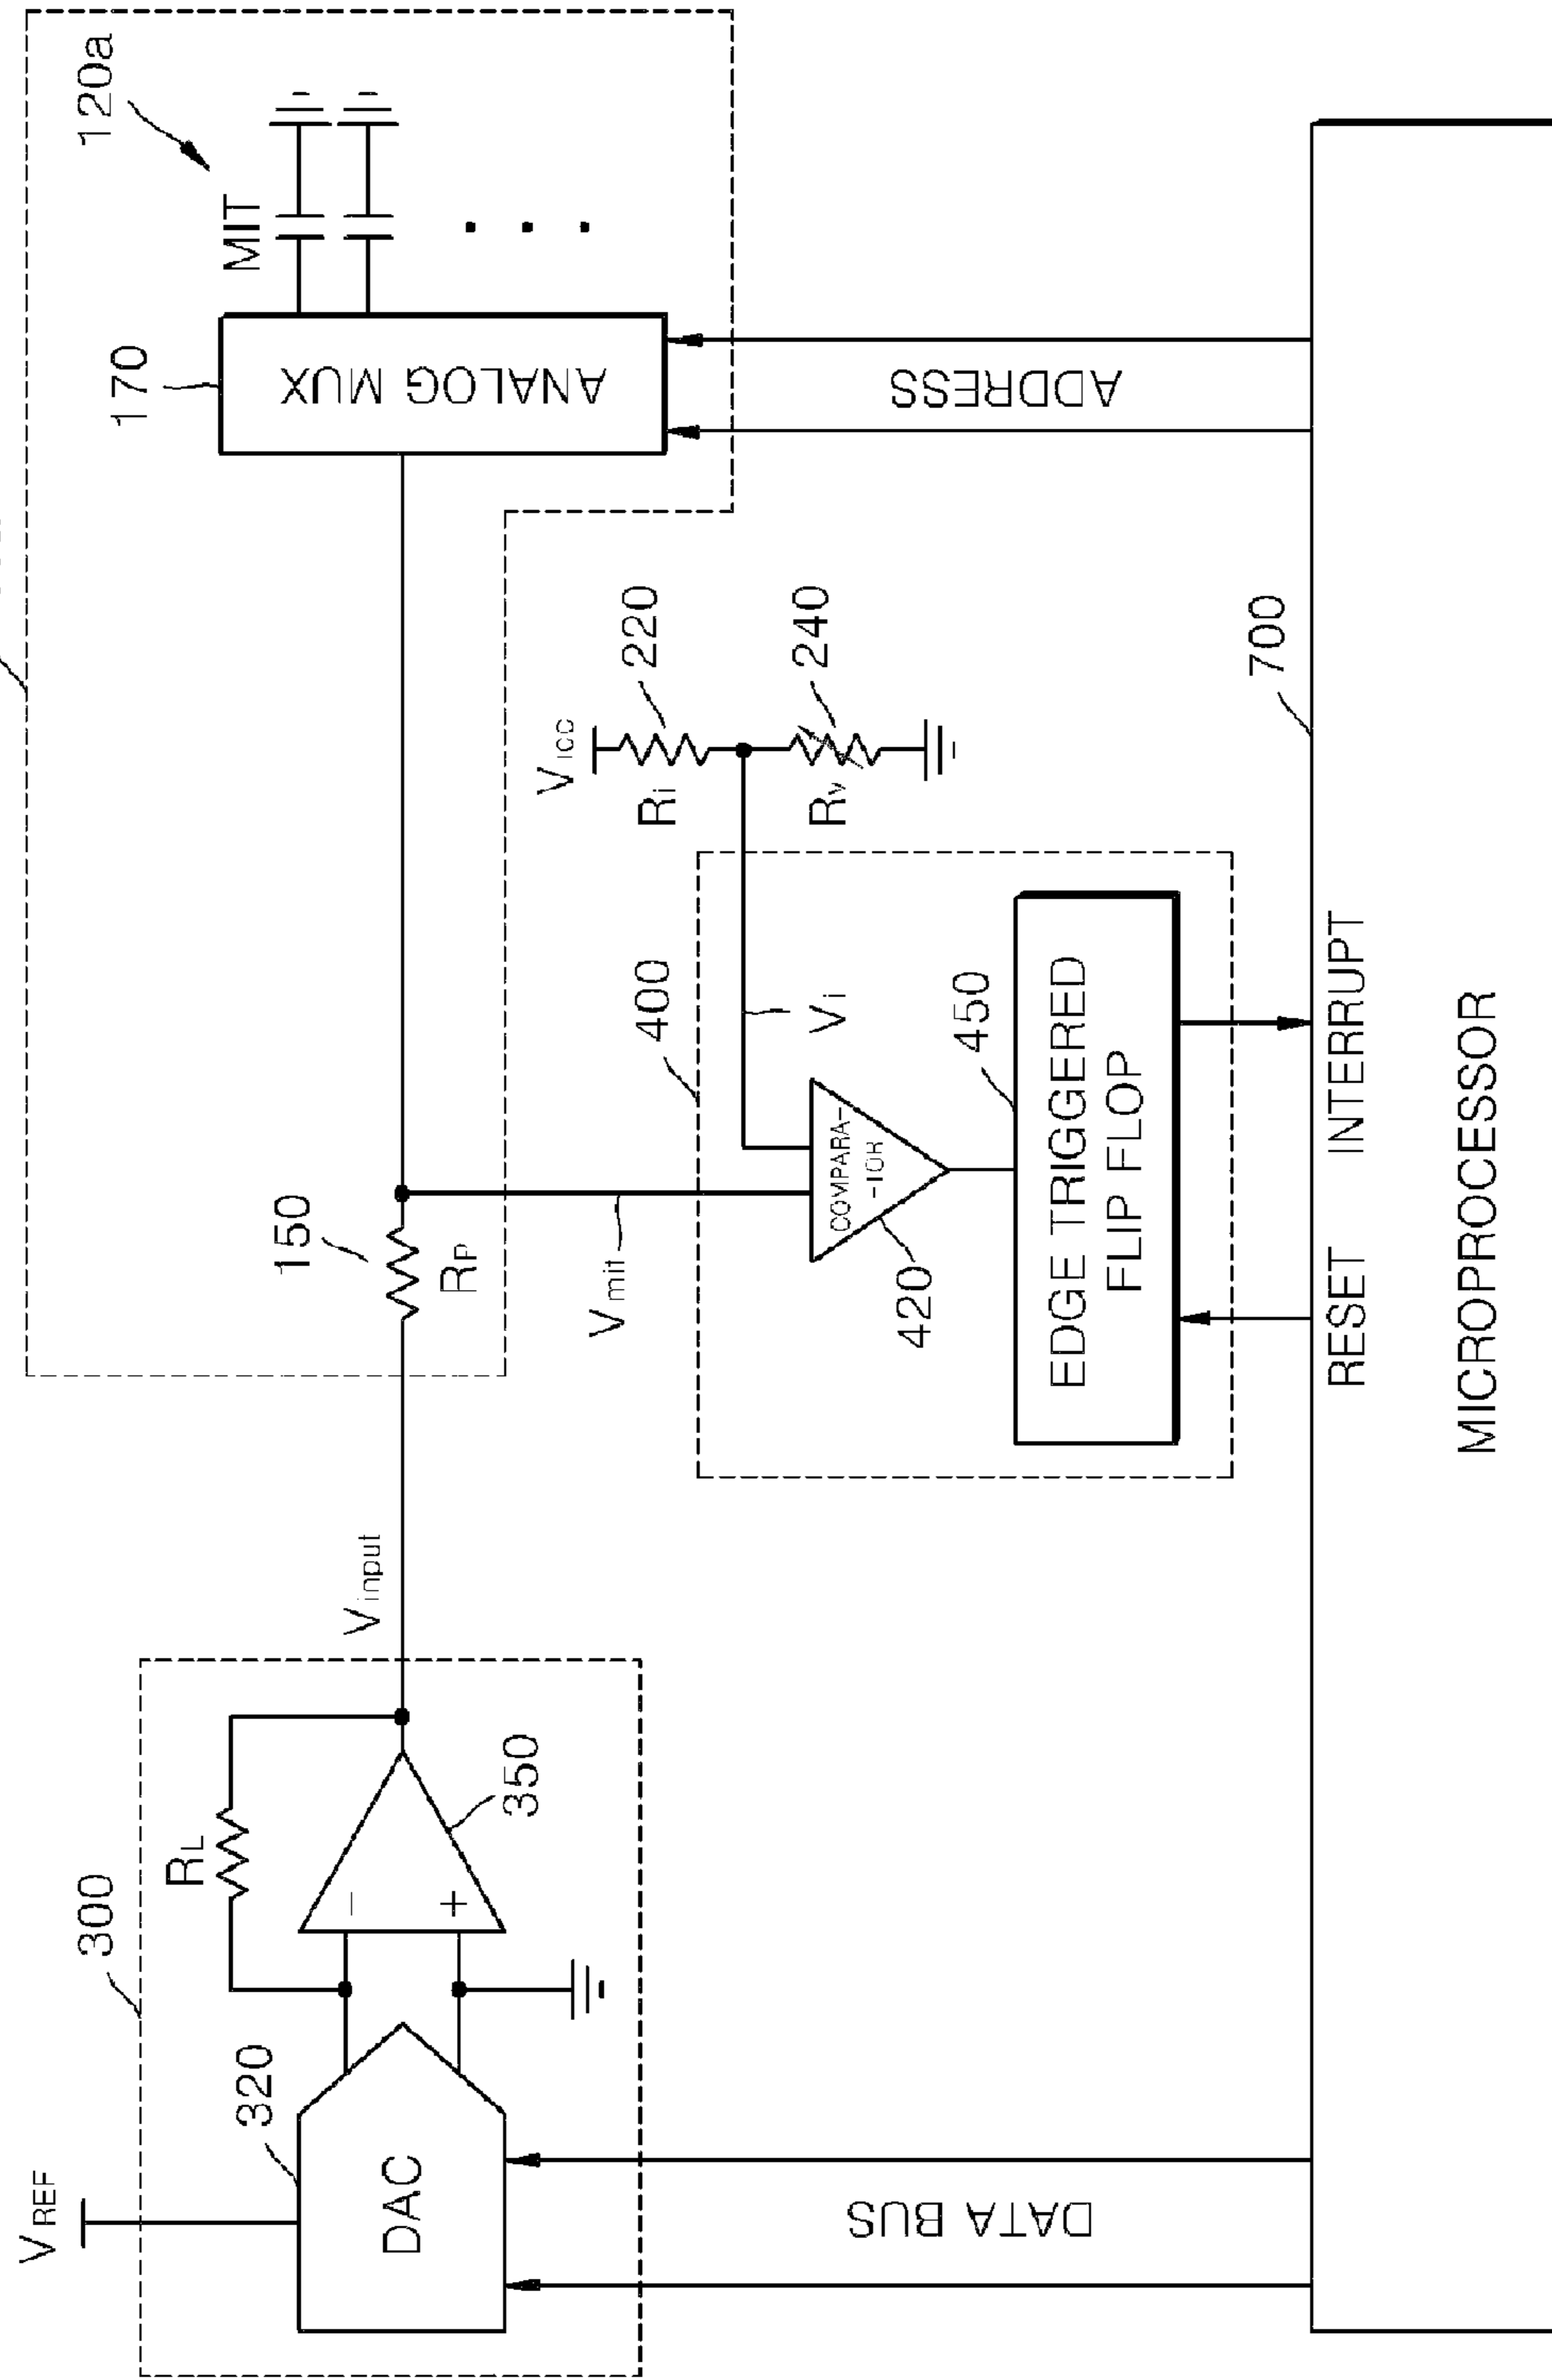 120a
MIT
170
ANALOG MUX
ADDRESS
VREF
320
DAC
300
RL
-
+
350
Vinput
150
RP
Vmit
VICC
220
Ri
240
Rv
400
Vi
COMPARA-
-IOR
420
450
EDGE TRIGGERED
FLIP FLOP
DATA BUS
700
RESET
INTERRUPT
MICROPROCESSOR